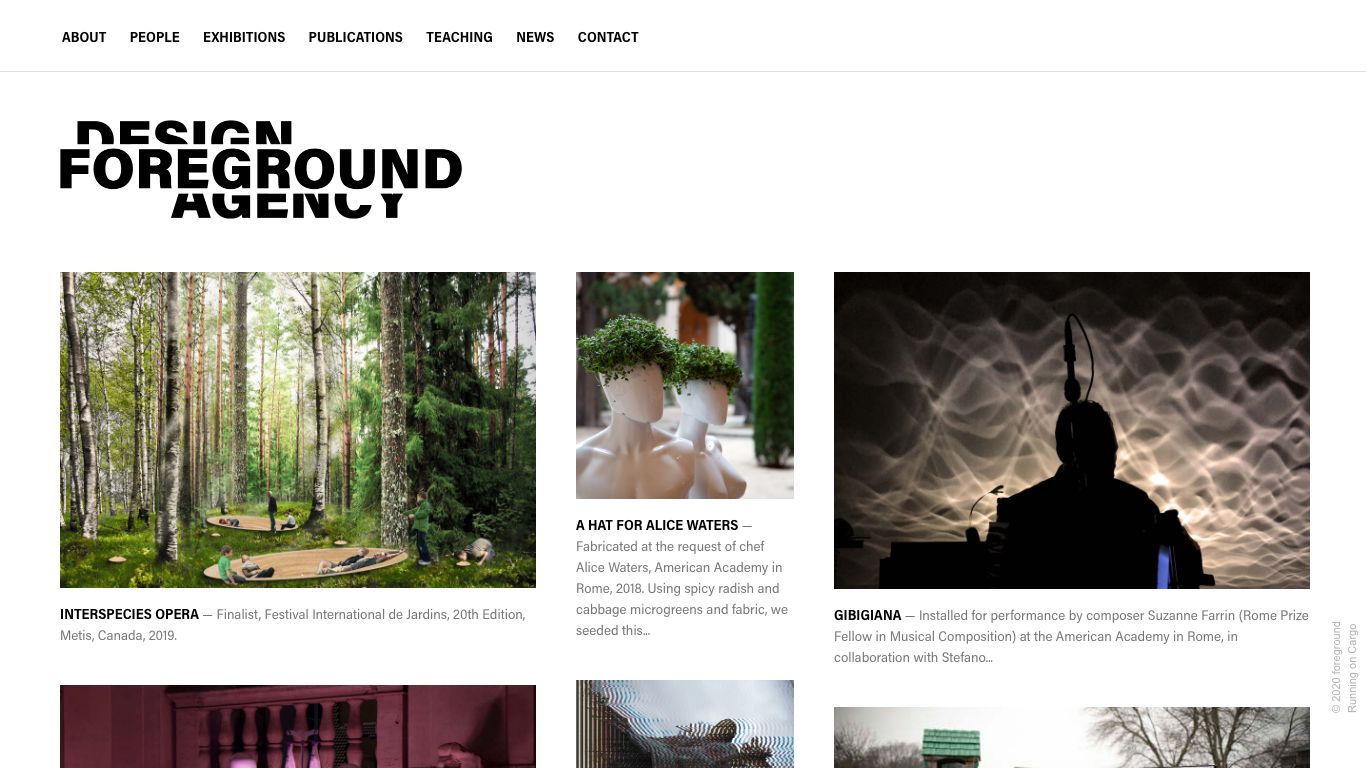 ABOUT PEOPLE EXHIBITIONS PUBLICATIONS TEACHING NEWS CONTACT
DESIGN
FOREGROUND
AGENCY
INTERSPECIES OPERA — Finalist, Festival International de Jardins, 20th Edition,
Metis, Canada, 2019.
A HAT FOR ALICE WATERS —
Fabricated at the request of chef
Alice Waters, American Academy in
Rome, 2018. Using spicy radish and
cabbage microgreens and fabric, we
seeded this...
GIBIGIANA — Installed for performance by composer Suzanne Farrin (Rome Prize
Fellow in Musical Composition) at the American Academy in Rome, in
collaboration with Stefano...
© 2020 foreground
Running on Cargo